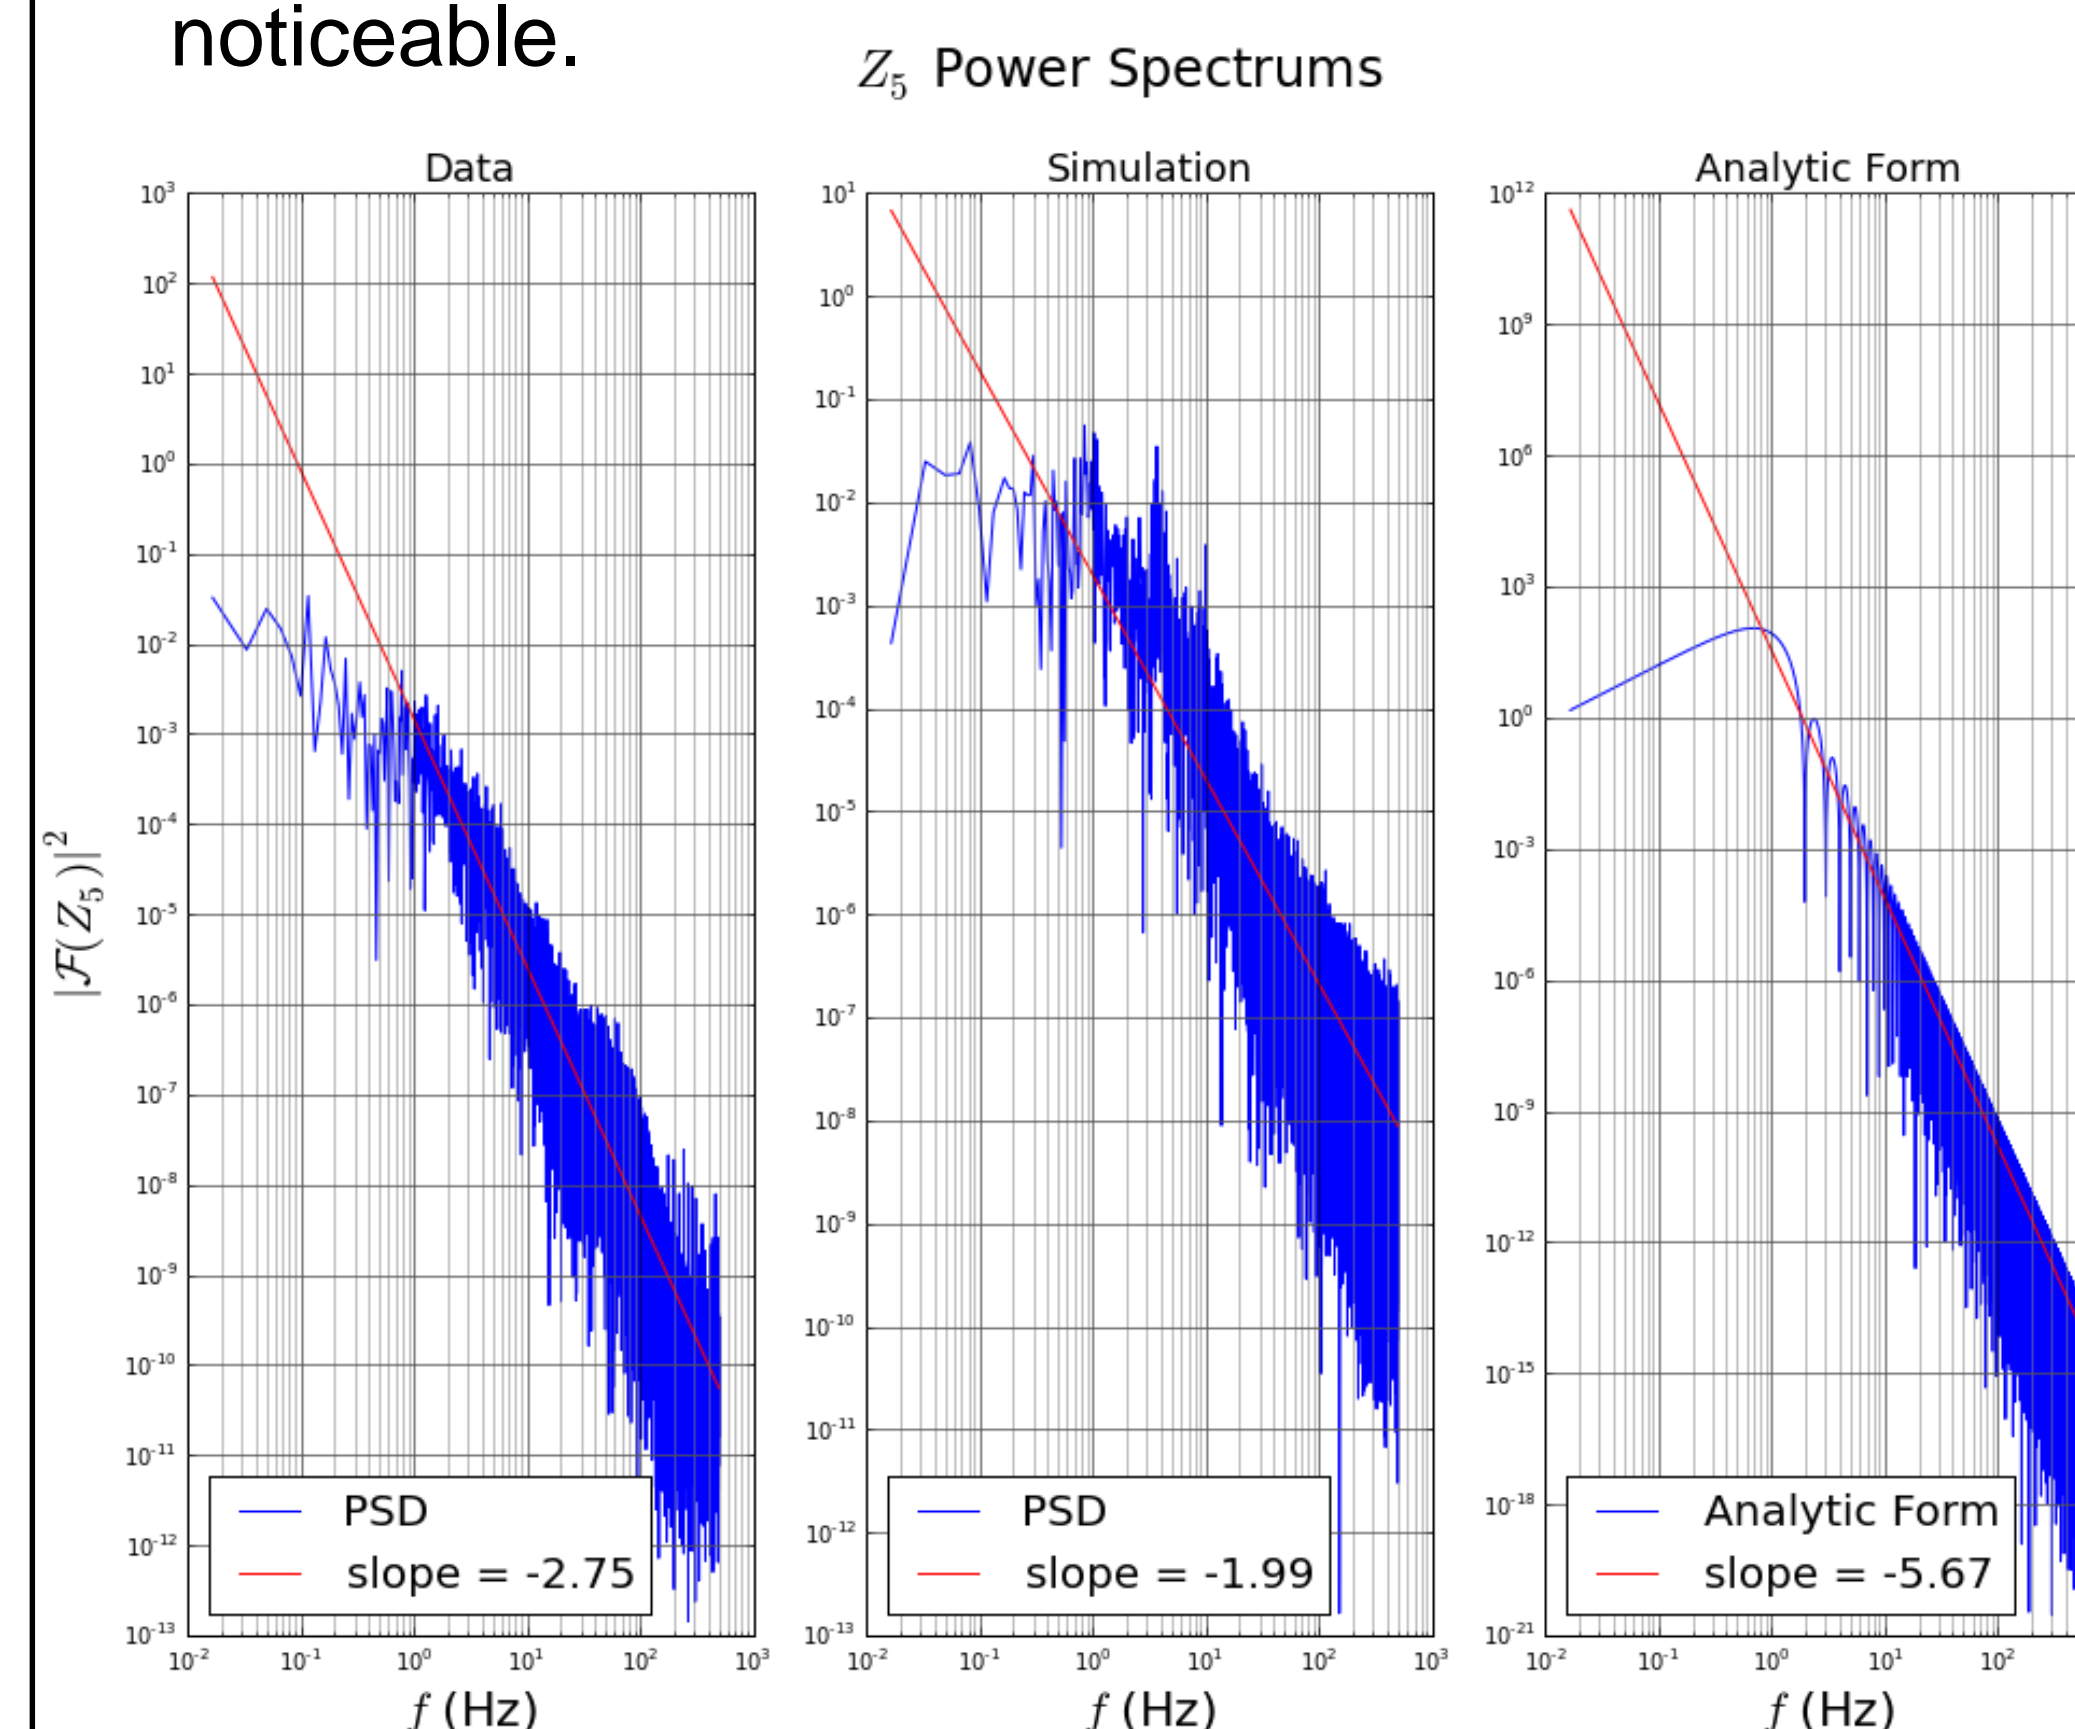 noticeable.
Z₅ Power Spectrums
Data
Simulation
Analytic Form
|ℱ(Z₅)|²
10³
10²
10¹
10⁰
10⁻¹
10⁻²
10⁻³
10⁻⁴
10⁻⁵
10⁻⁶
10⁻⁷
10⁻⁸
10⁻⁹
10⁻¹⁰
10⁻¹¹
10⁻¹²
10⁻¹³
PSD
slope = -2.75
10⁻² 10⁻¹ 10⁰ 10¹ 10² 10³
f (Hz)
10¹
10⁰
10⁻¹
10⁻²
10⁻³
10⁻⁴
10⁻⁵
10⁻⁶
10⁻⁷
10⁻⁸
10⁻⁹
10⁻¹⁰
10⁻¹¹
10⁻¹²
10⁻¹³
PSD
slope = -1.99
10⁻² 10⁻¹ 10⁰ 10¹ 10² 10³
f (Hz)
10¹²
10⁹
10⁶
10³
10⁰
10⁻³
10⁻⁶
10⁻⁹
10⁻¹²
10⁻¹⁵
10⁻¹⁸
10⁻²¹
Analytic Form
slope = -5.67
10⁻² 10⁻¹ 10⁰ 10¹ 10²
f (Hz)